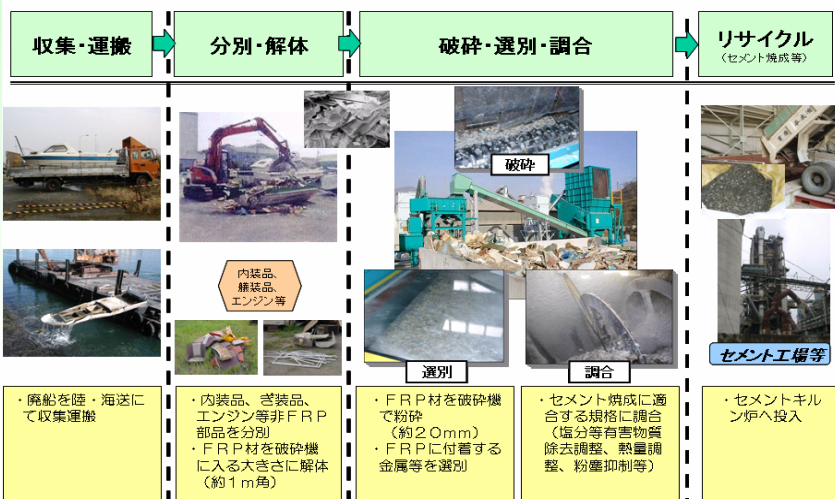 収集・運搬
分別・解体
破砕・選別・調合
リサイクル
(セメント焼成等)
破砕
内装品、
艤装品、
エンジン等
選別
調合
セメント工場等
・廃船を陸・海送に
て収集運搬
・内装品、ぎ装品、
エンジン等非FRP
部品を分別
・FRP材を破砕機
に入る大きさに解体
(約1m角)
・FRP材を破砕機
で粉砕
(約20mm)
・FRPに付着する
金属等を選別
・セメント焼成に適
合する規格に調合
(塩分等有害物質
除去調整、熱量調
整、粉塵抑制等)
・セメントキル
ン炉へ投入